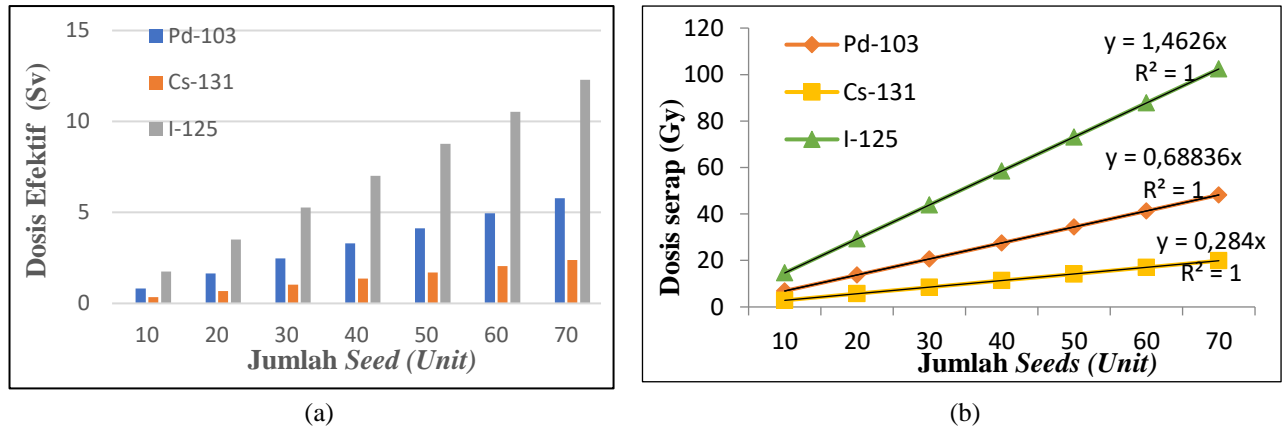 15
10
5
0
Dosis Efektif (Sv)
Pd-103
Cs-131
I-125
10 20 30 40 50 60 70
Jumlah Seed (Unit)
(a)
120
100
80
60
40
20
0
Dosis serap (Gy)
Pd-103
Cs-131
I-125
y = 1,4626x
R² = 1
y = 0,68836x
R² = 1
y = 0,284x
R² = 1
10 20 30 40 50 60 70
Jumlah Seeds (Unit)
(b)